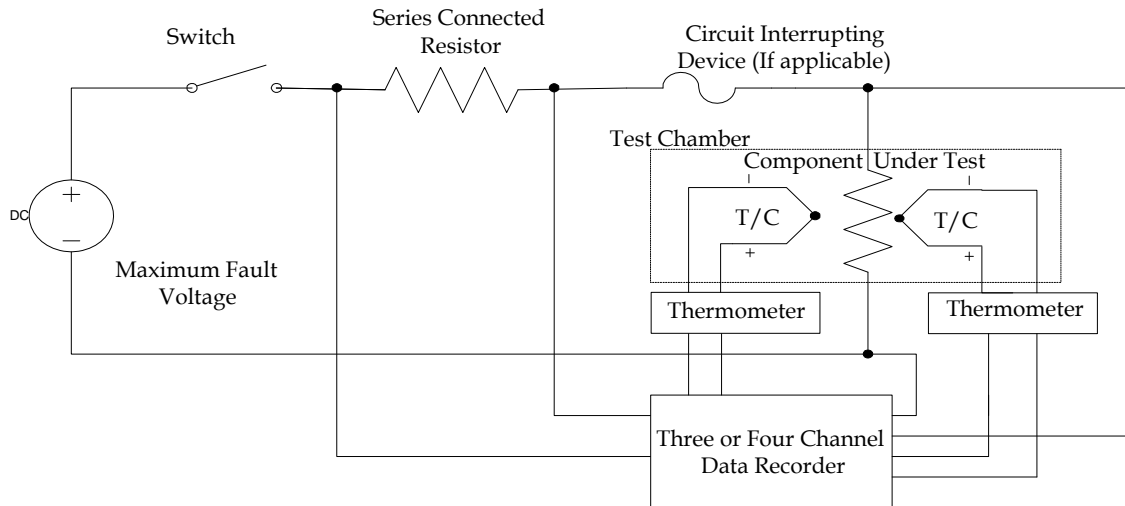 Series Connected
Resistor
Switch
Circuit Interrupting
Device (If applicable)
Test Chamber
Component Under Test
−
−
+
DC
T/C
T/C
−
+
+
Maximum Fault
Voltage
Thermometer
Thermometer
Three or Four Channel
Data Recorder